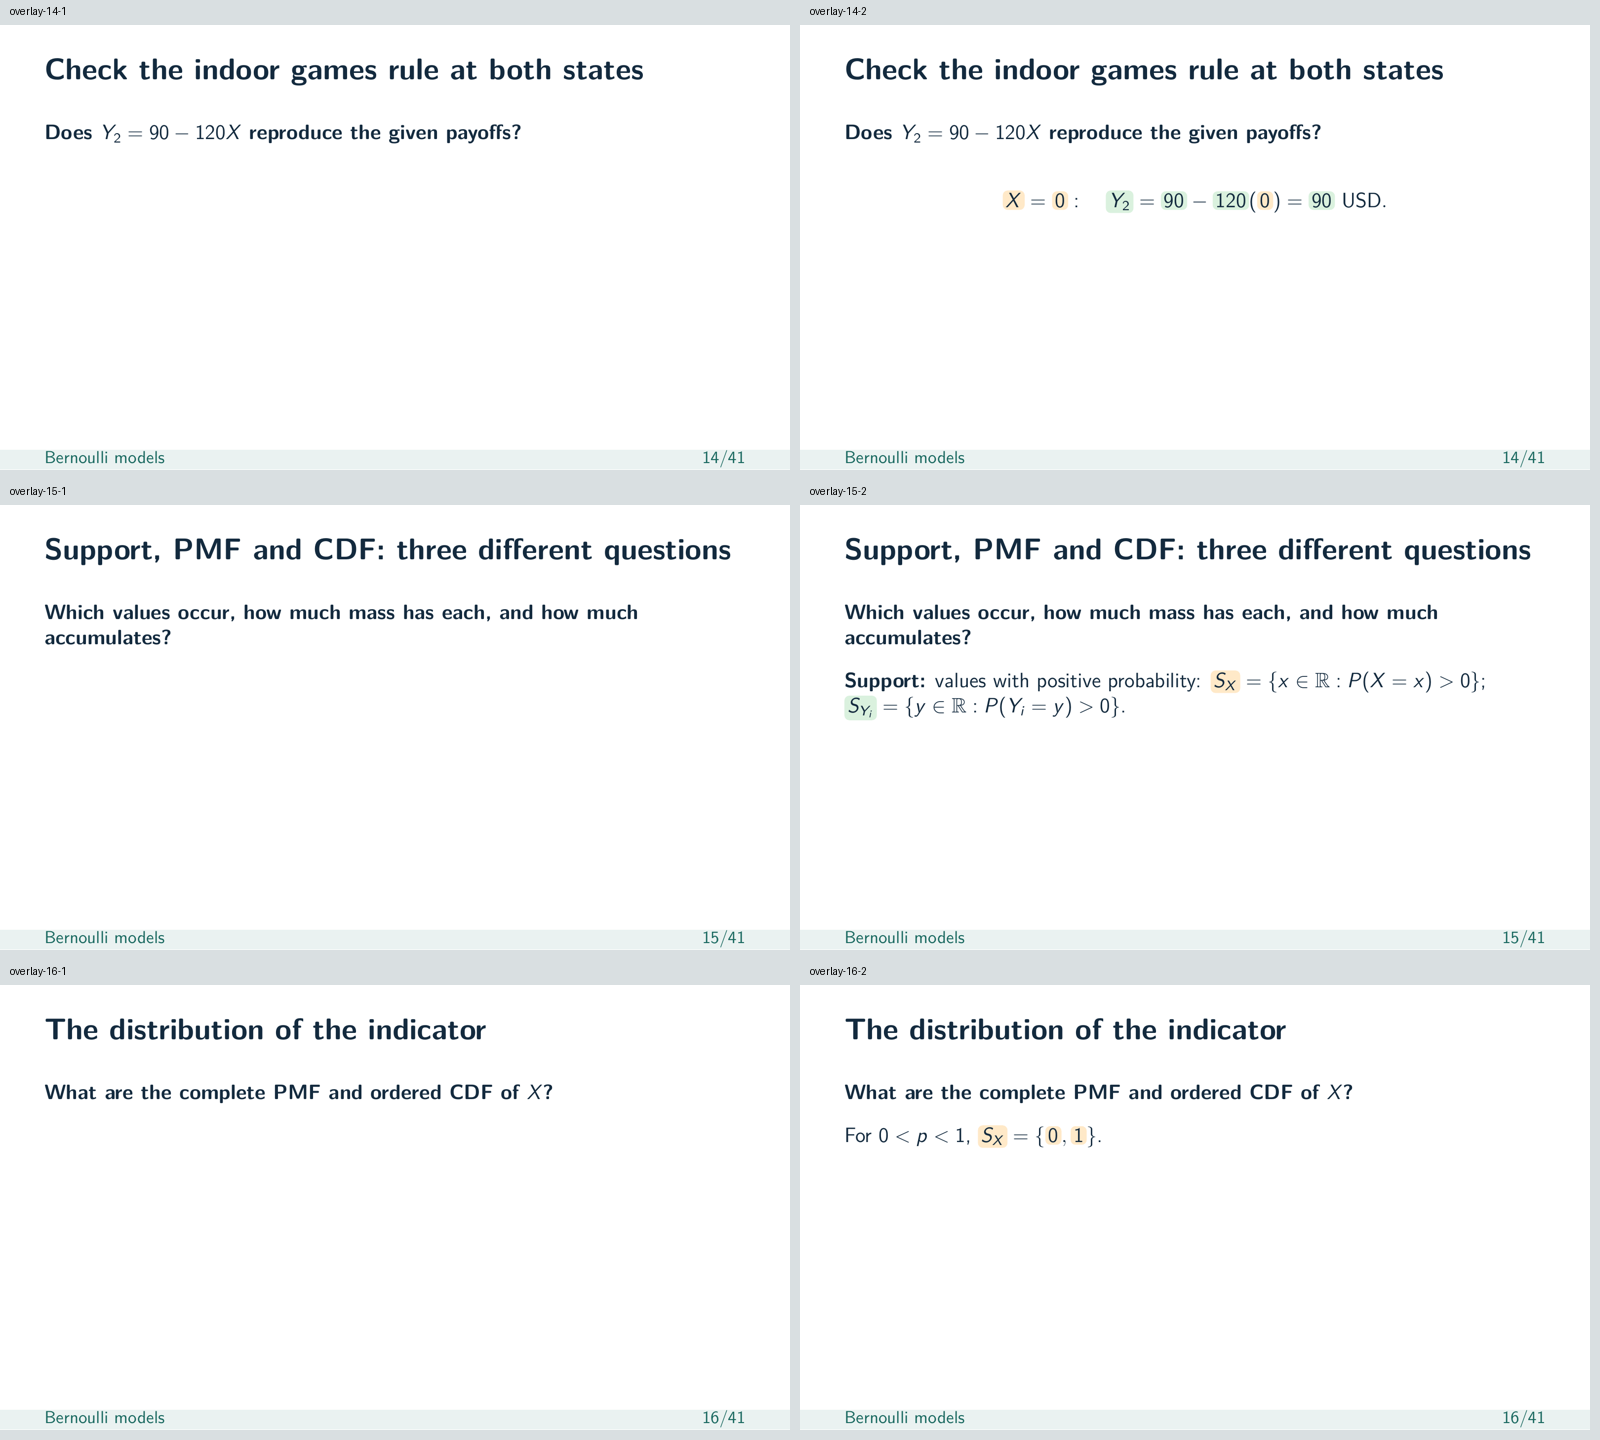 overlay-14-1
Check the indoor games rule at both states
Does Y₂ = 90 − 120X reproduce the given payoffs?
Bernoulli models 14/41
overlay-14-2
Check the indoor games rule at both states
Does Y₂ = 90 − 120X reproduce the given payoffs?
X = 0 : Y₂ = 90 − 120(0) = 90 USD.
Bernoulli models 14/41
overlay-15-1
Support, PMF and CDF: three different questions
Which values occur, how much mass has each, and how much
accumulates?
Bernoulli models 15/41
overlay-15-2
Support, PMF and CDF: three different questions
Which values occur, how much mass has each, and how much
accumulates?
Support: values with positive probability: S_X = {x ∈ ℝ : P(X = x) > 0};
S_{Y_i} = {y ∈ ℝ : P(Y_i = y) > 0}.
Bernoulli models 15/41
overlay-16-1
The distribution of the indicator
What are the complete PMF and ordered CDF of X?
Bernoulli models 16/41
overlay-16-2
The distribution of the indicator
What are the complete PMF and ordered CDF of X?
For 0 < p < 1, S_X = {0, 1}.
Bernoulli models 16/41